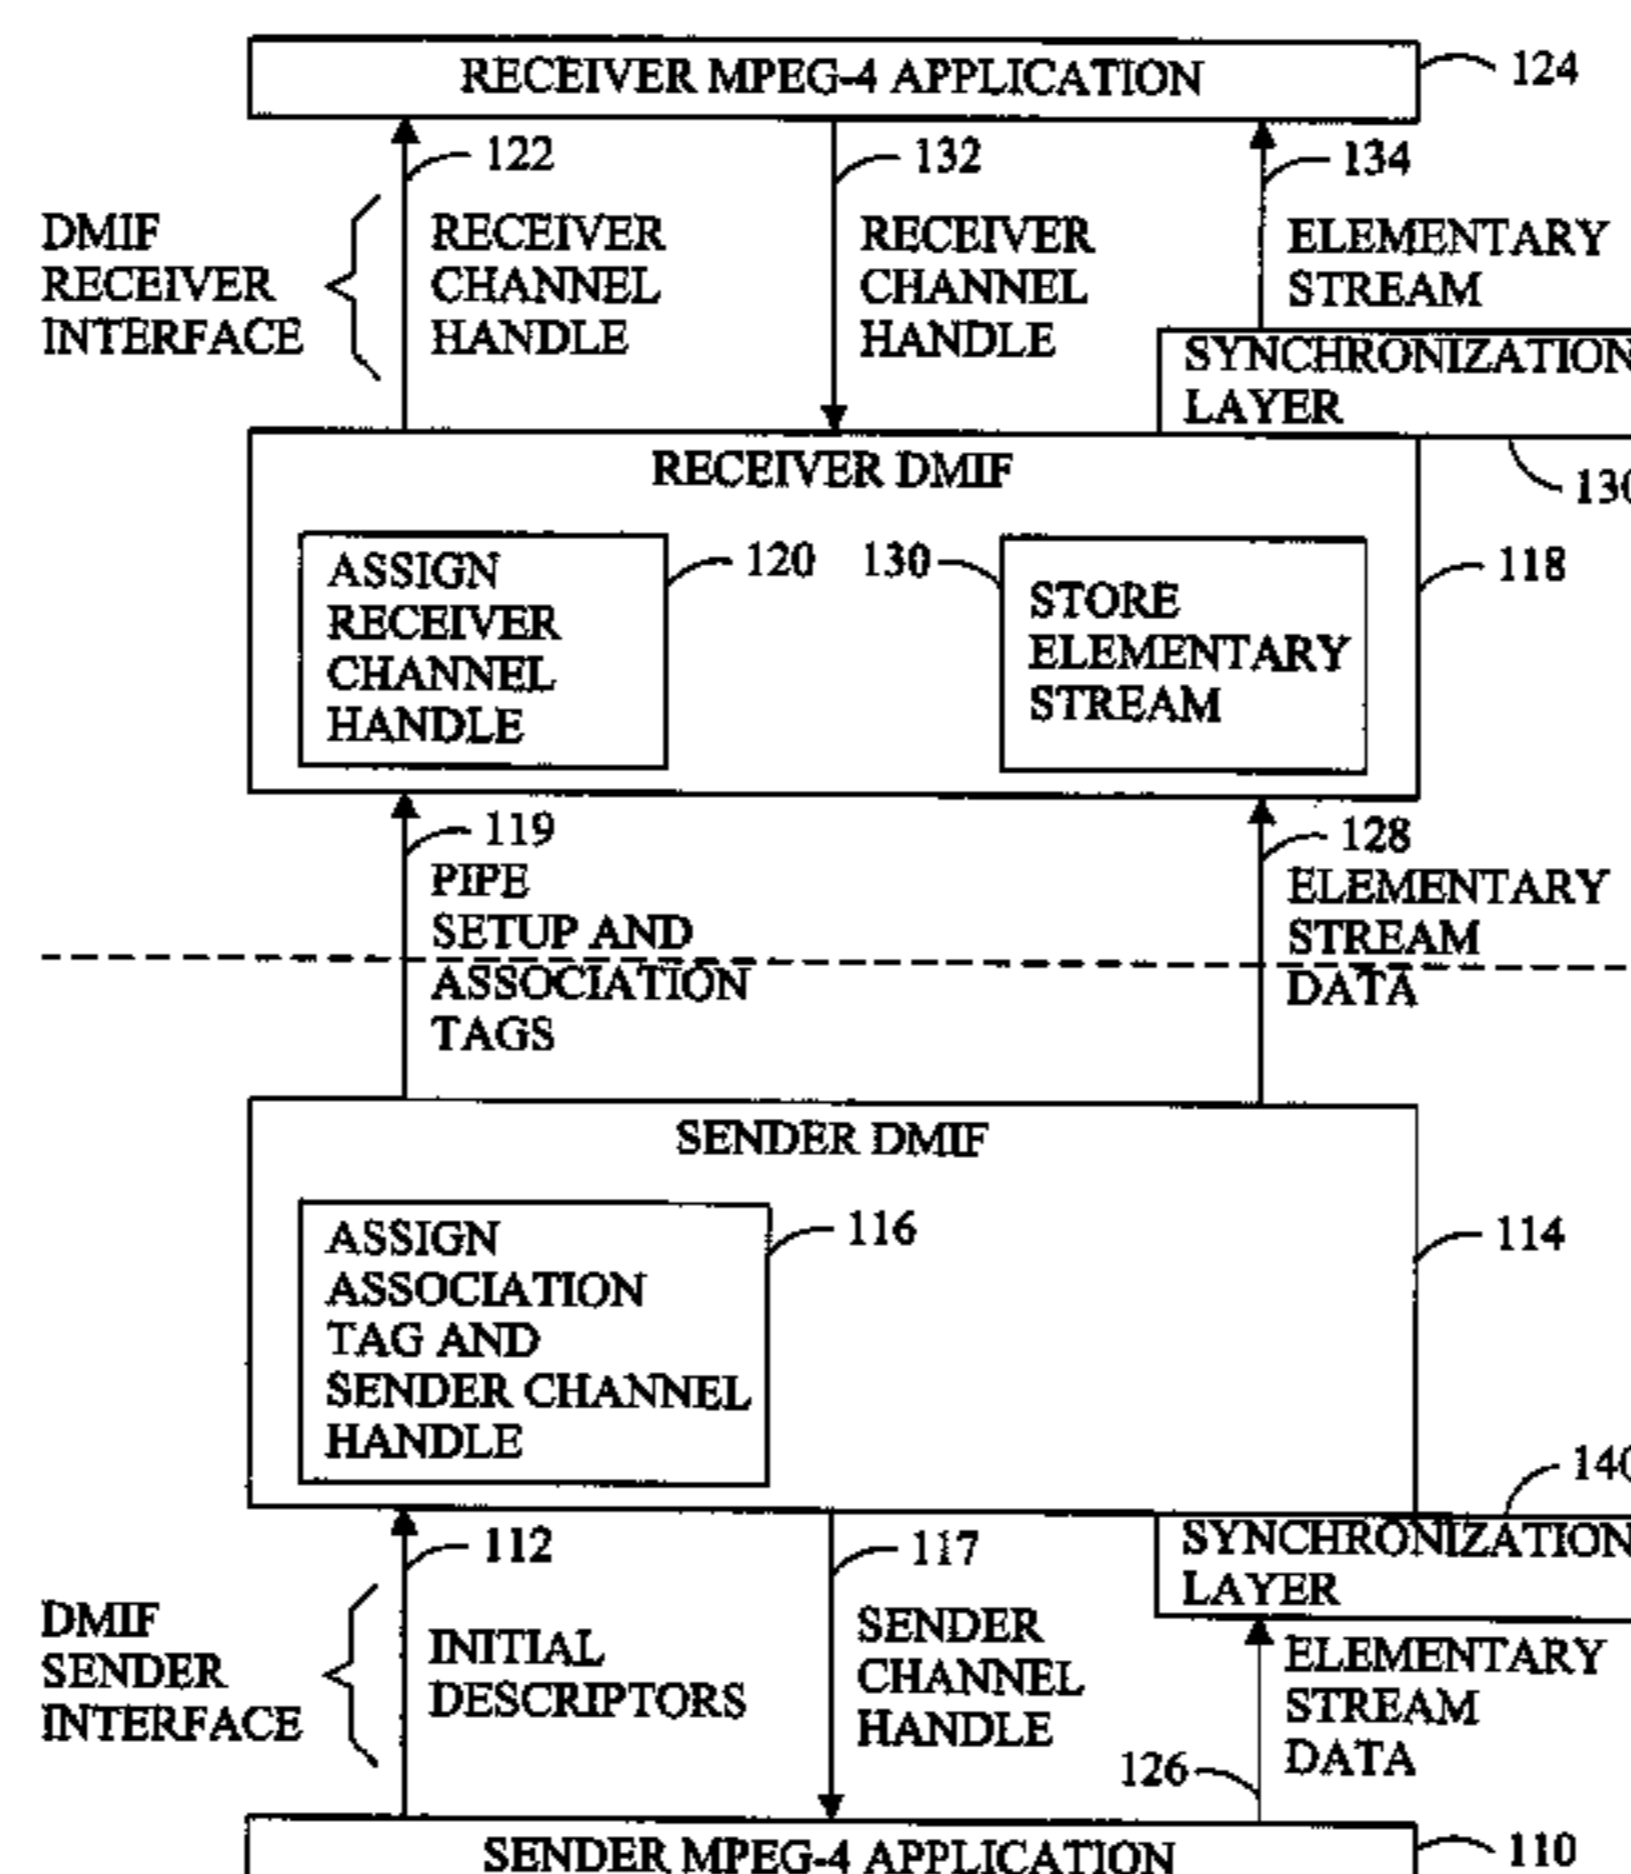 RECEIVER MPEG-4 APPLICATION
124
122
132
134
DMIF
RECEIVER
INTERFACE
RECEIVER
CHANNEL
HANDLE
RECEIVER
CHANNEL
HANDLE
ELEMENTARY
STREAM
SYNCHRONIZATION
LAYER
130
RECEIVER DMIF
118
ASSIGN
RECEIVER
CHANNEL
HANDLE
120
130
STORE
ELEMENTARY
STREAM
119
PIPE
SETUP AND
ASSOCIATION
TAGS
128
ELEMENTARY
STREAM
DATA
SENDER DMIF
114
ASSIGN
ASSOCIATION
TAG AND
SENDER CHANNEL
HANDLE
116
140
SYNCHRONIZATION
LAYER
112
117
DMIF
SENDER
INTERFACE
INITIAL
DESCRIPTORS
SENDER
CHANNEL
HANDLE
126
ELEMENTARY
STREAM
DATA
SENDER MPEG-4 APPLICATION
110